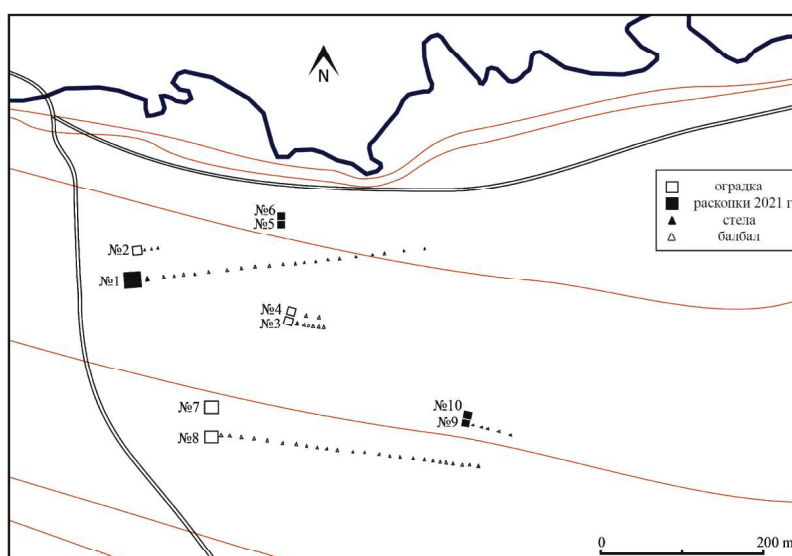 N
№6
№5
№2
№1
№4
№3
№7
№8
№10
№9
оградка
раскопки 2021 г
стела
балбал
0
200 m